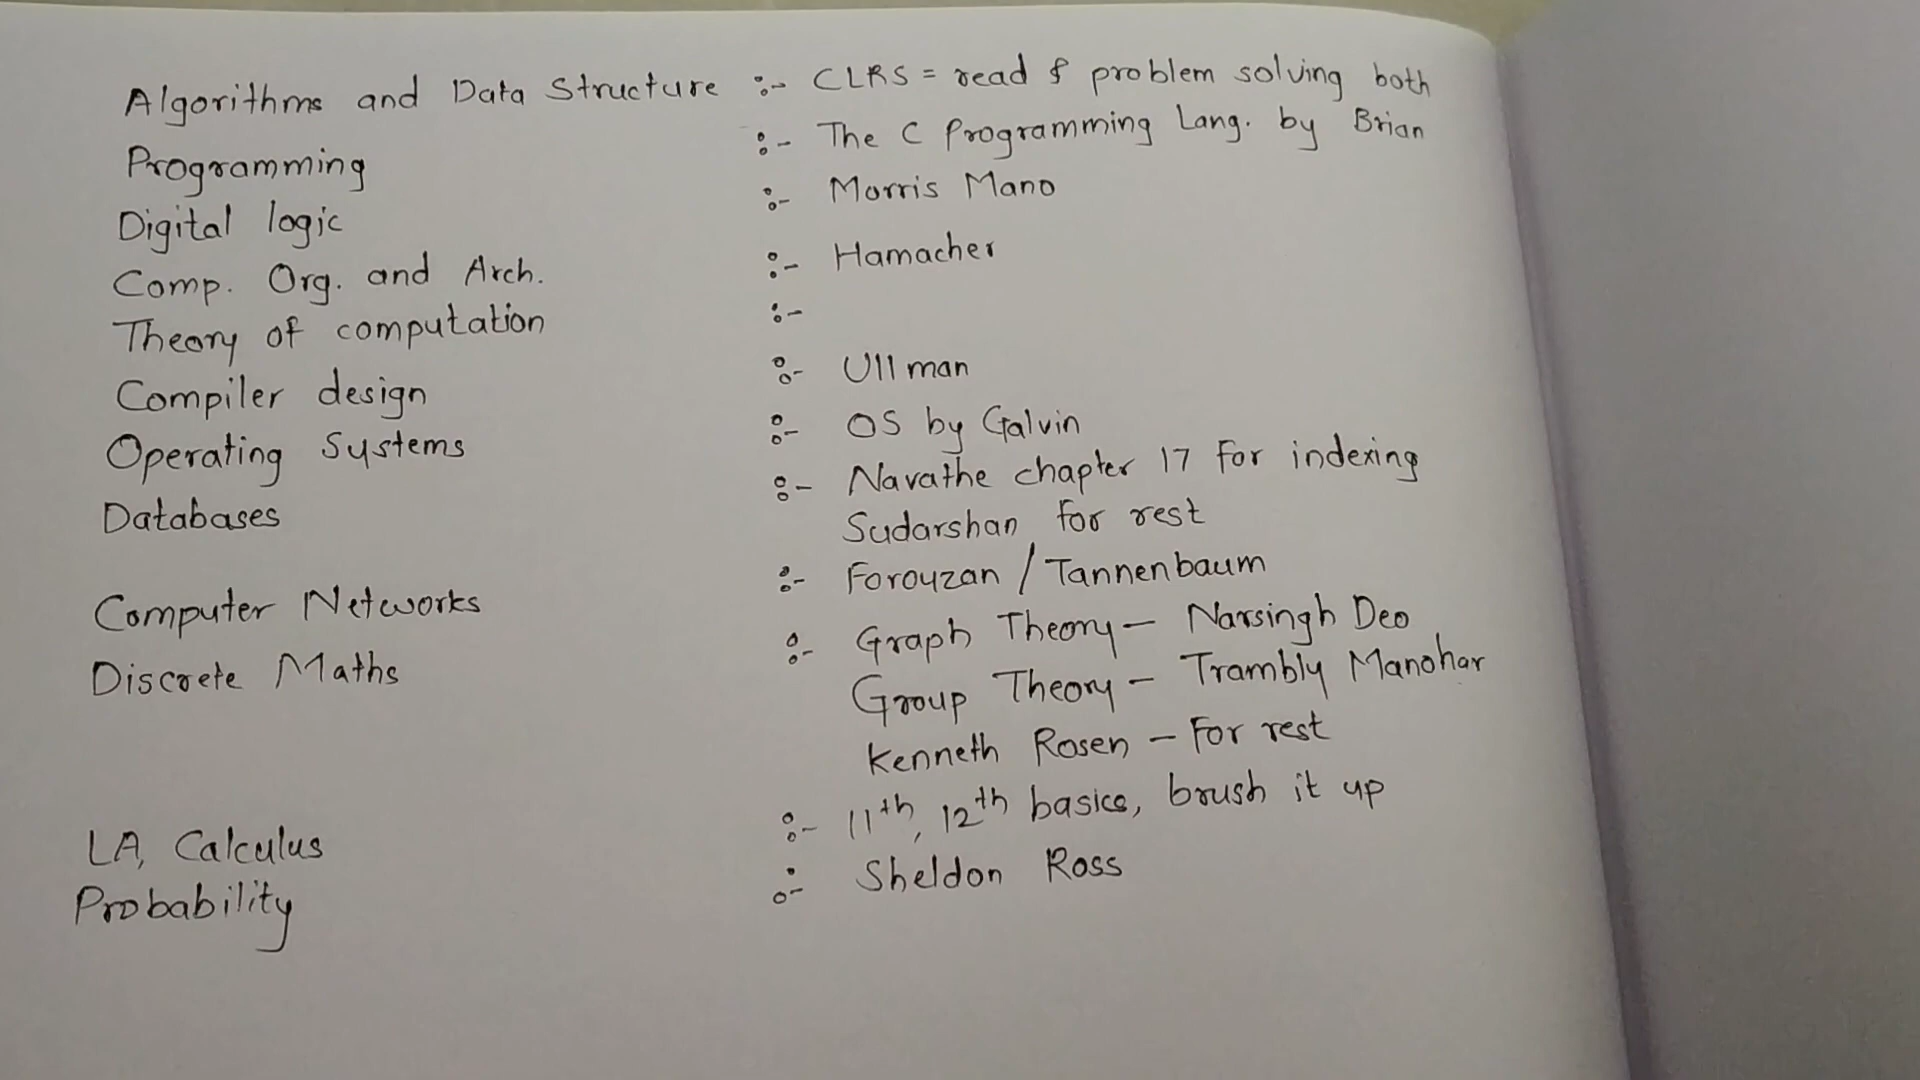 Algorithms and Data Structure :- CLRS = read & problem solving both
Programming :- The C Programming Lang. by Brian
Digital logic :- Morris Mano
Comp. Org. and Arch. :- Hamacher
Theory of computation :-
Compiler design :- Ullman
Operating Systems :- OS by Galvin
Databases :- Navathe chapter 17 for indexing
Sudarshan for rest
Computer Networks :- Forouzan / Tannenbaum
Discrete Maths :- Graph Theory - Narsingh Deo
Group Theory - Trambly Manohar
Kenneth Rosen - For rest
LA, Calculus :- 11th, 12th basics, brush it up
Probability :- Sheldon Ross